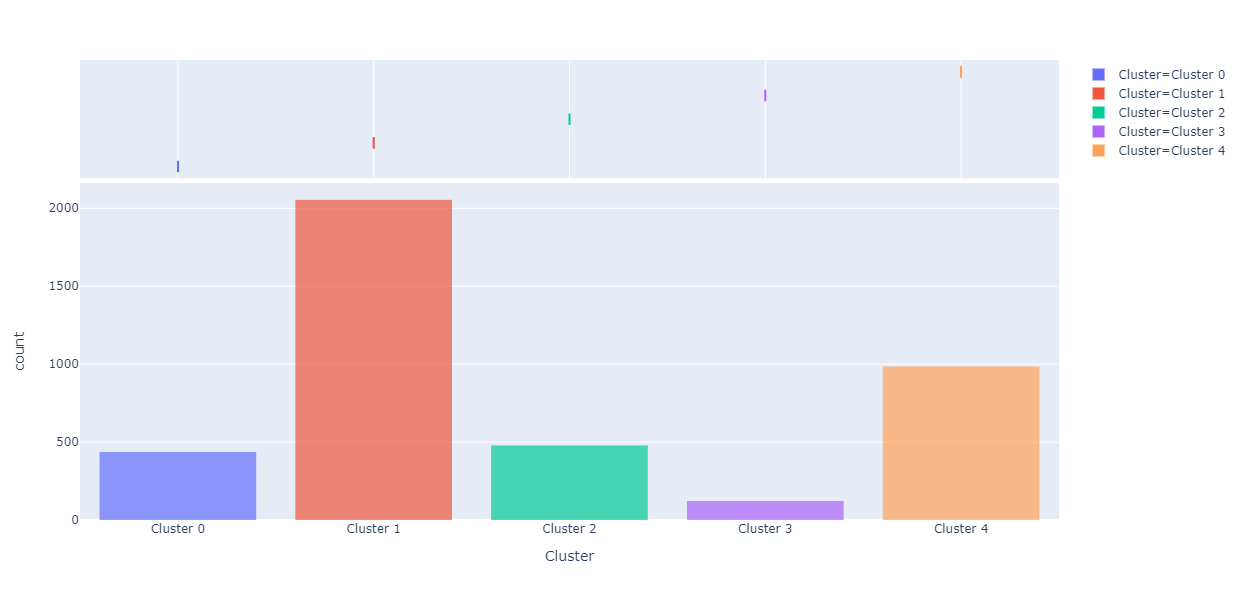 Cluster=Cluster 0
Cluster=Cluster 1
Cluster=Cluster 2
Cluster=Cluster 3
Cluster=Cluster 4
2000
1500
1000
500
0
count
Cluster 0
Cluster 1
Cluster 2
Cluster 3
Cluster 4
Cluster